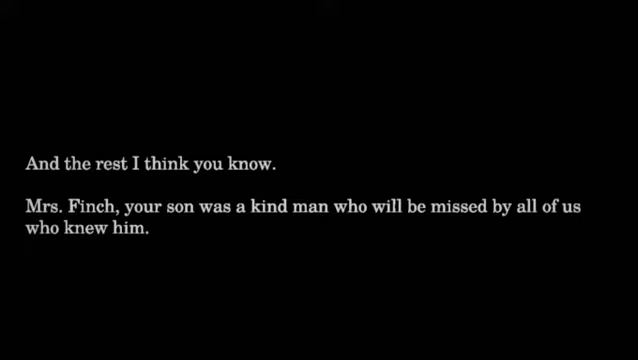 And the rest I think you know.
Mrs. Finch, your son was a kind man who will be missed by all of us
who knew him.